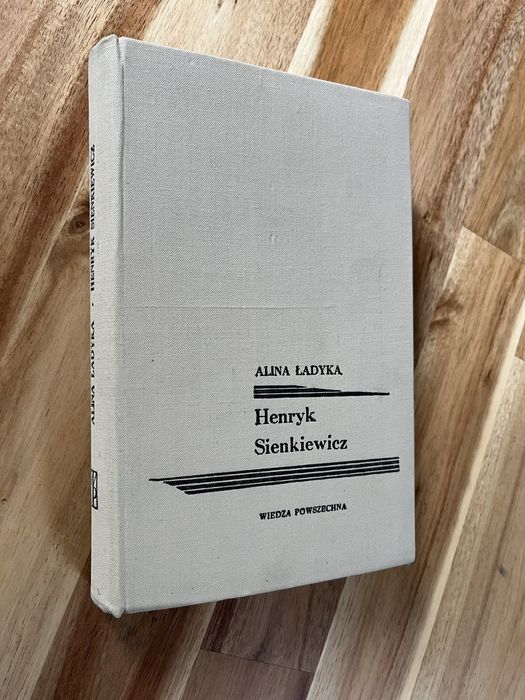 ALINA ŁADYKA
Henryk
Sienkiewicz
WIEDZA POWSZECHNA
ALINA ŁADYKA · HENRYK SIENKIEWICZ